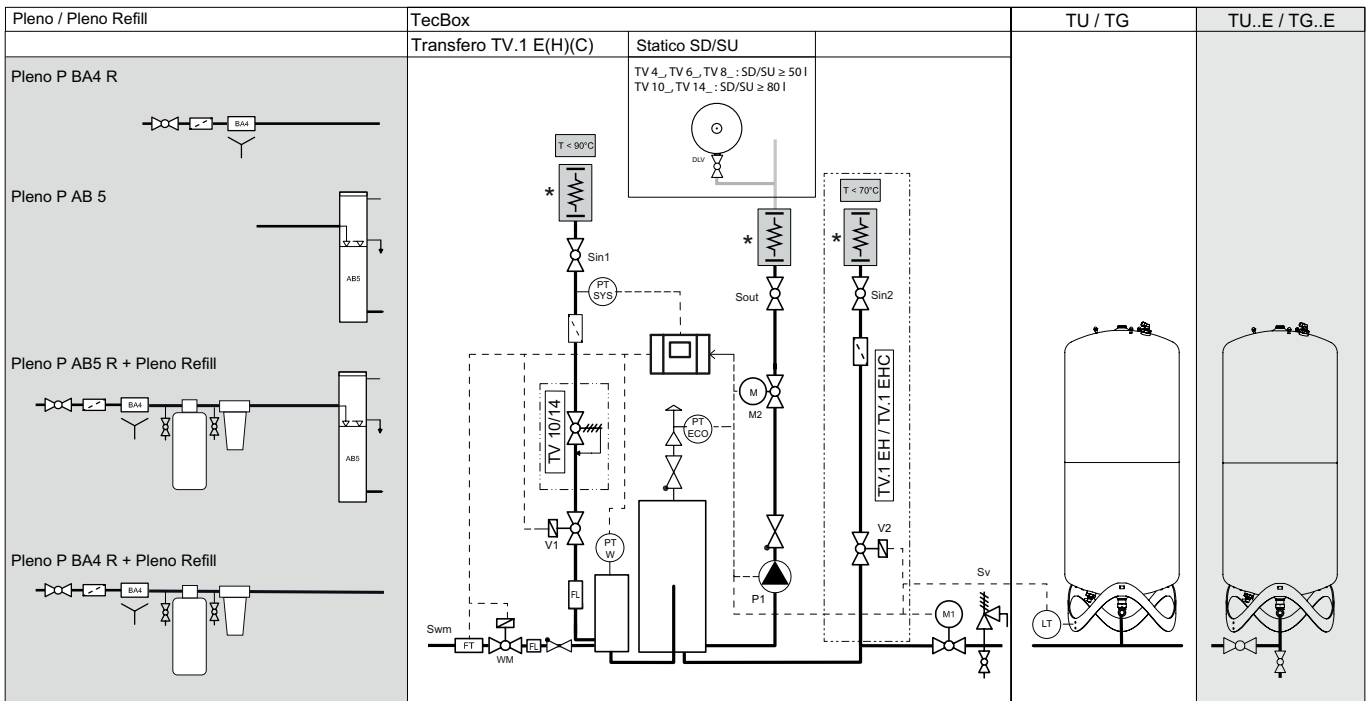 Pleno / Pleno Refill
TecBox
TU / TG
TU..E / TG..E
Transfero TV.1 E(H)(C)
Statico SD/SU
Pleno P BA4 R
BA4
Pleno P AB 5
AB5
Pleno P AB5 R + Pleno Refill
BA4
AB5
Pleno P BA4 R + Pleno Refill
BA4
TV 4_, TV 6_, TV 8_ : SD/SU ≥ 50 l
TV 10_, TV 14_ : SD/SU ≥ 80 l
DLV
T < 90°C
*
Sin1
PT
SYS
TV 10/14
V1
PT
W
FL
Swm
FT
WM
FL
PT
ECO
*
Sout
M
M2
P1
T < 70°C
*
Sin2
TV.1 EH / TV.1 EHC
V2
M1
Sv
LT